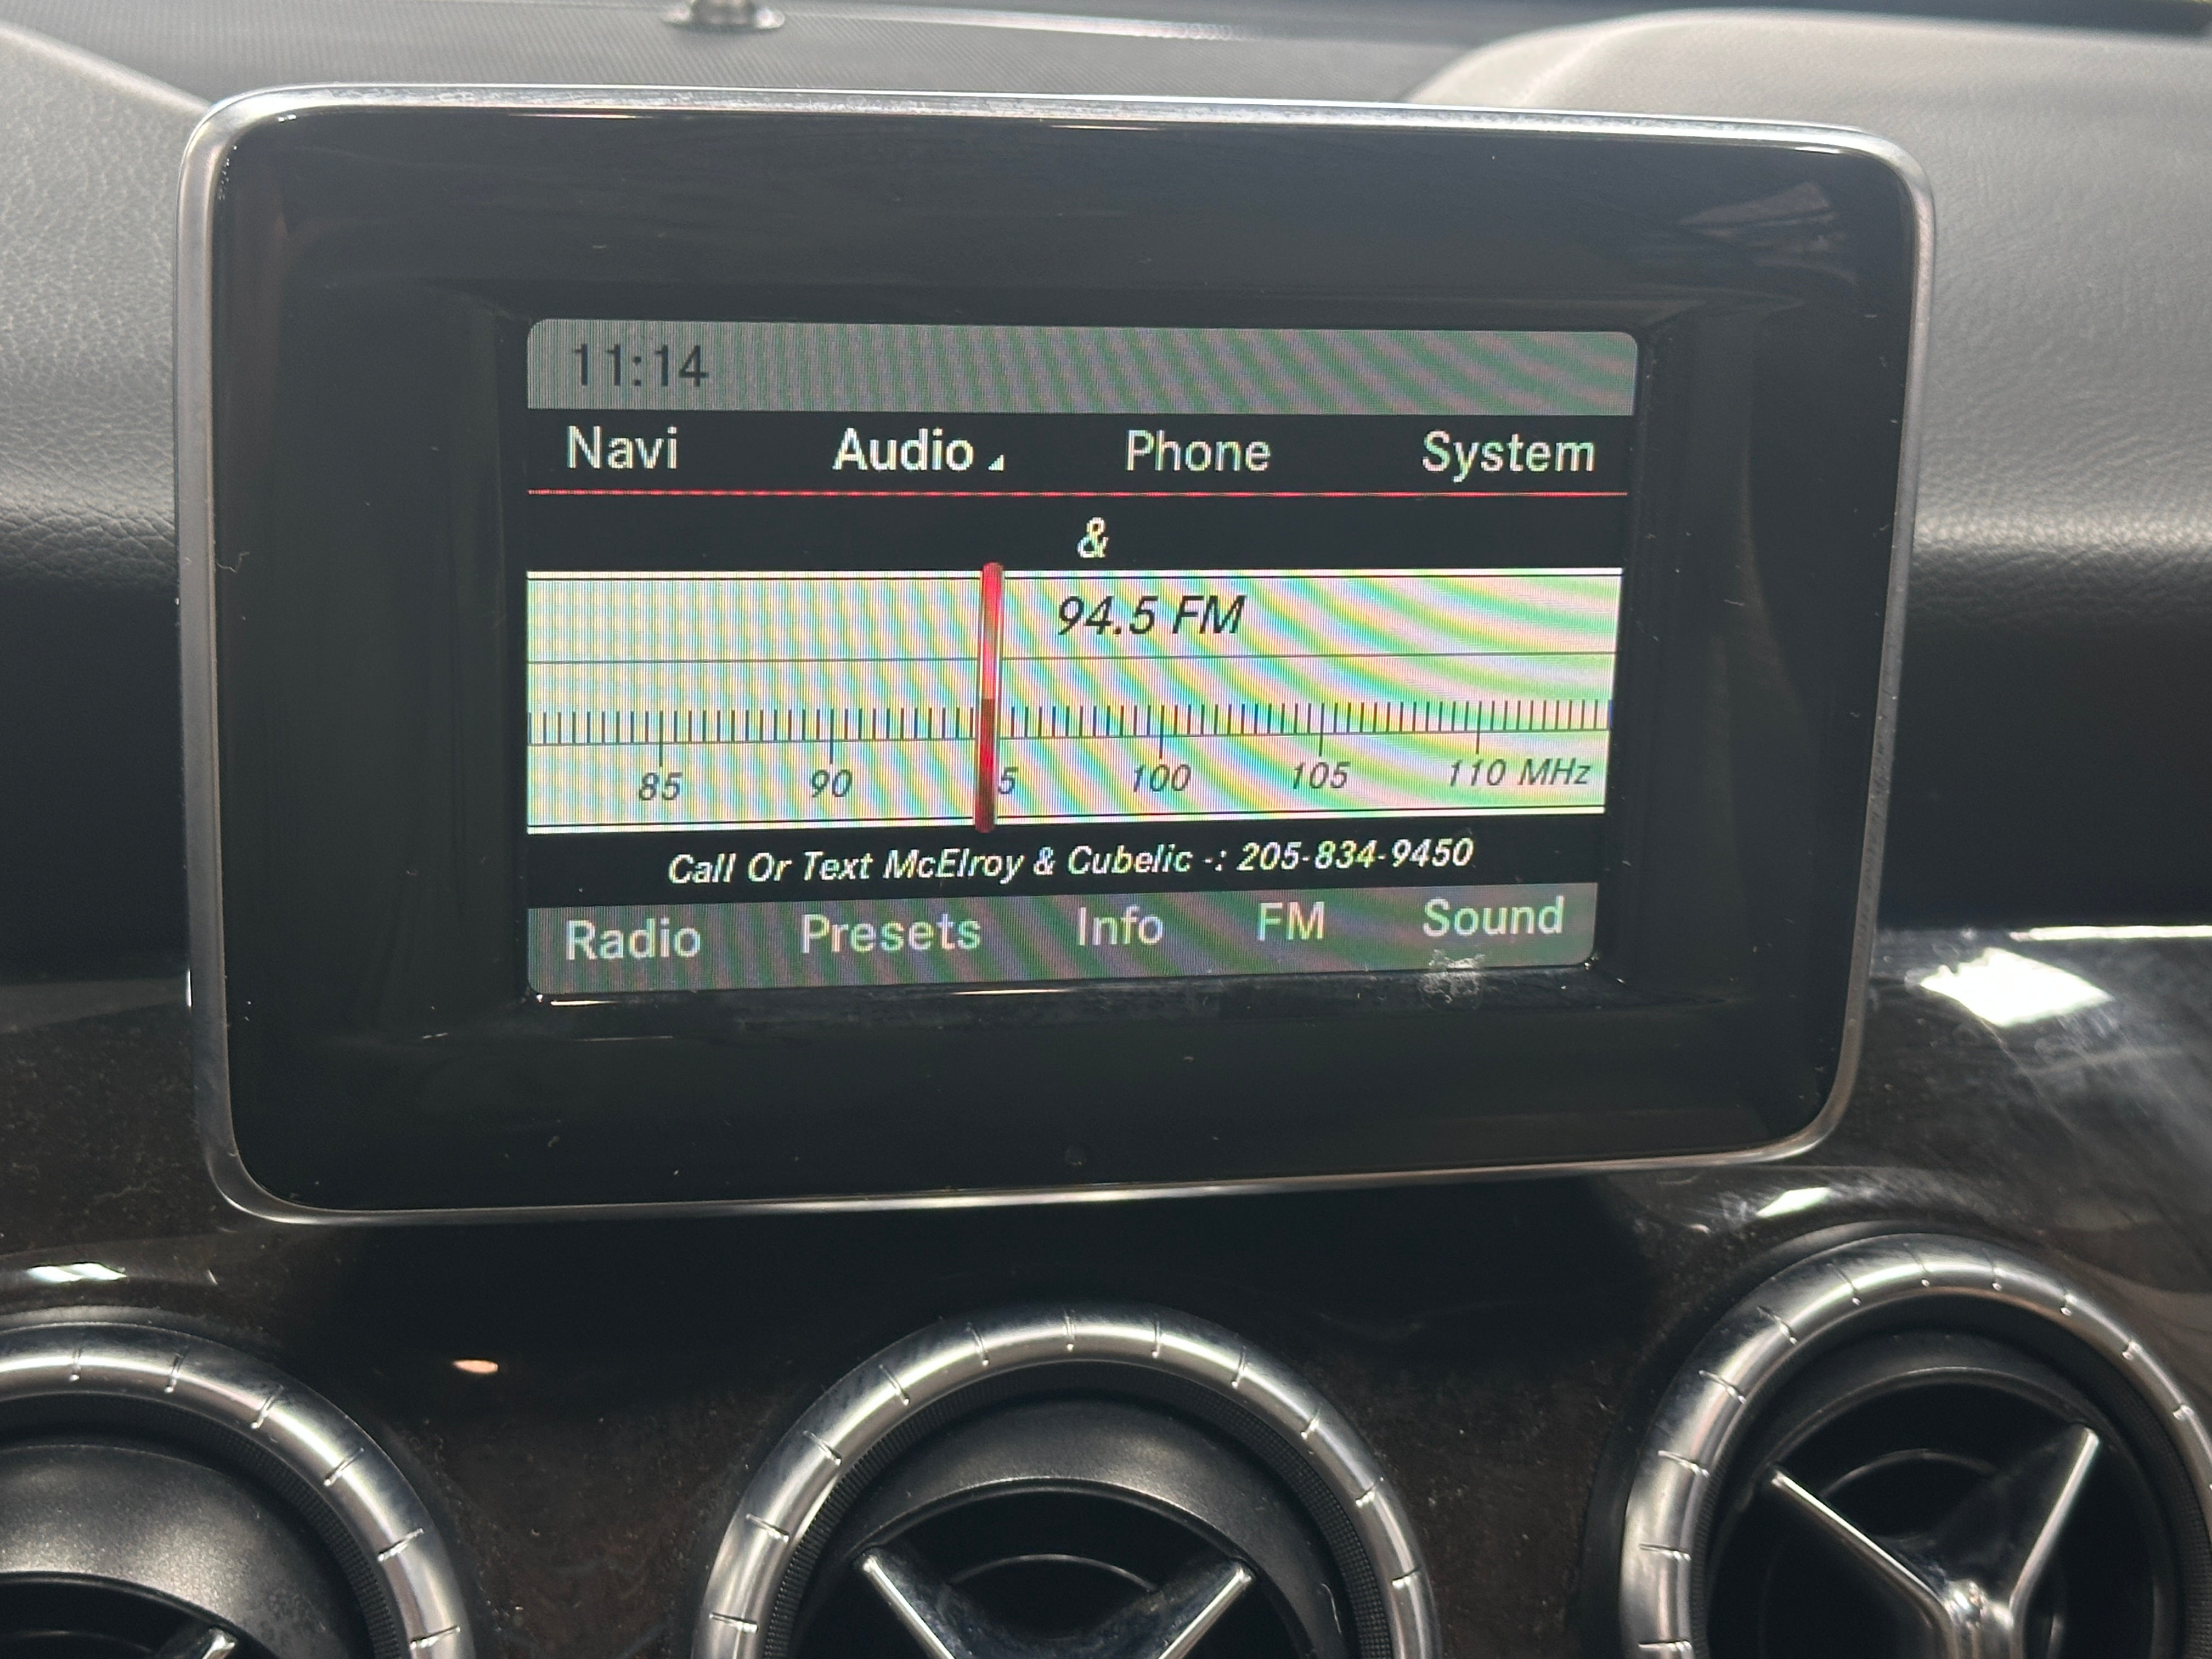 11:14
Navi Audio Phone System
&
94.5 FM
85 90 5 100 105 110 MHz
Call Or Text McElroy & Cubelic -: 205-834-9450
Radio Presets Info FM Sound